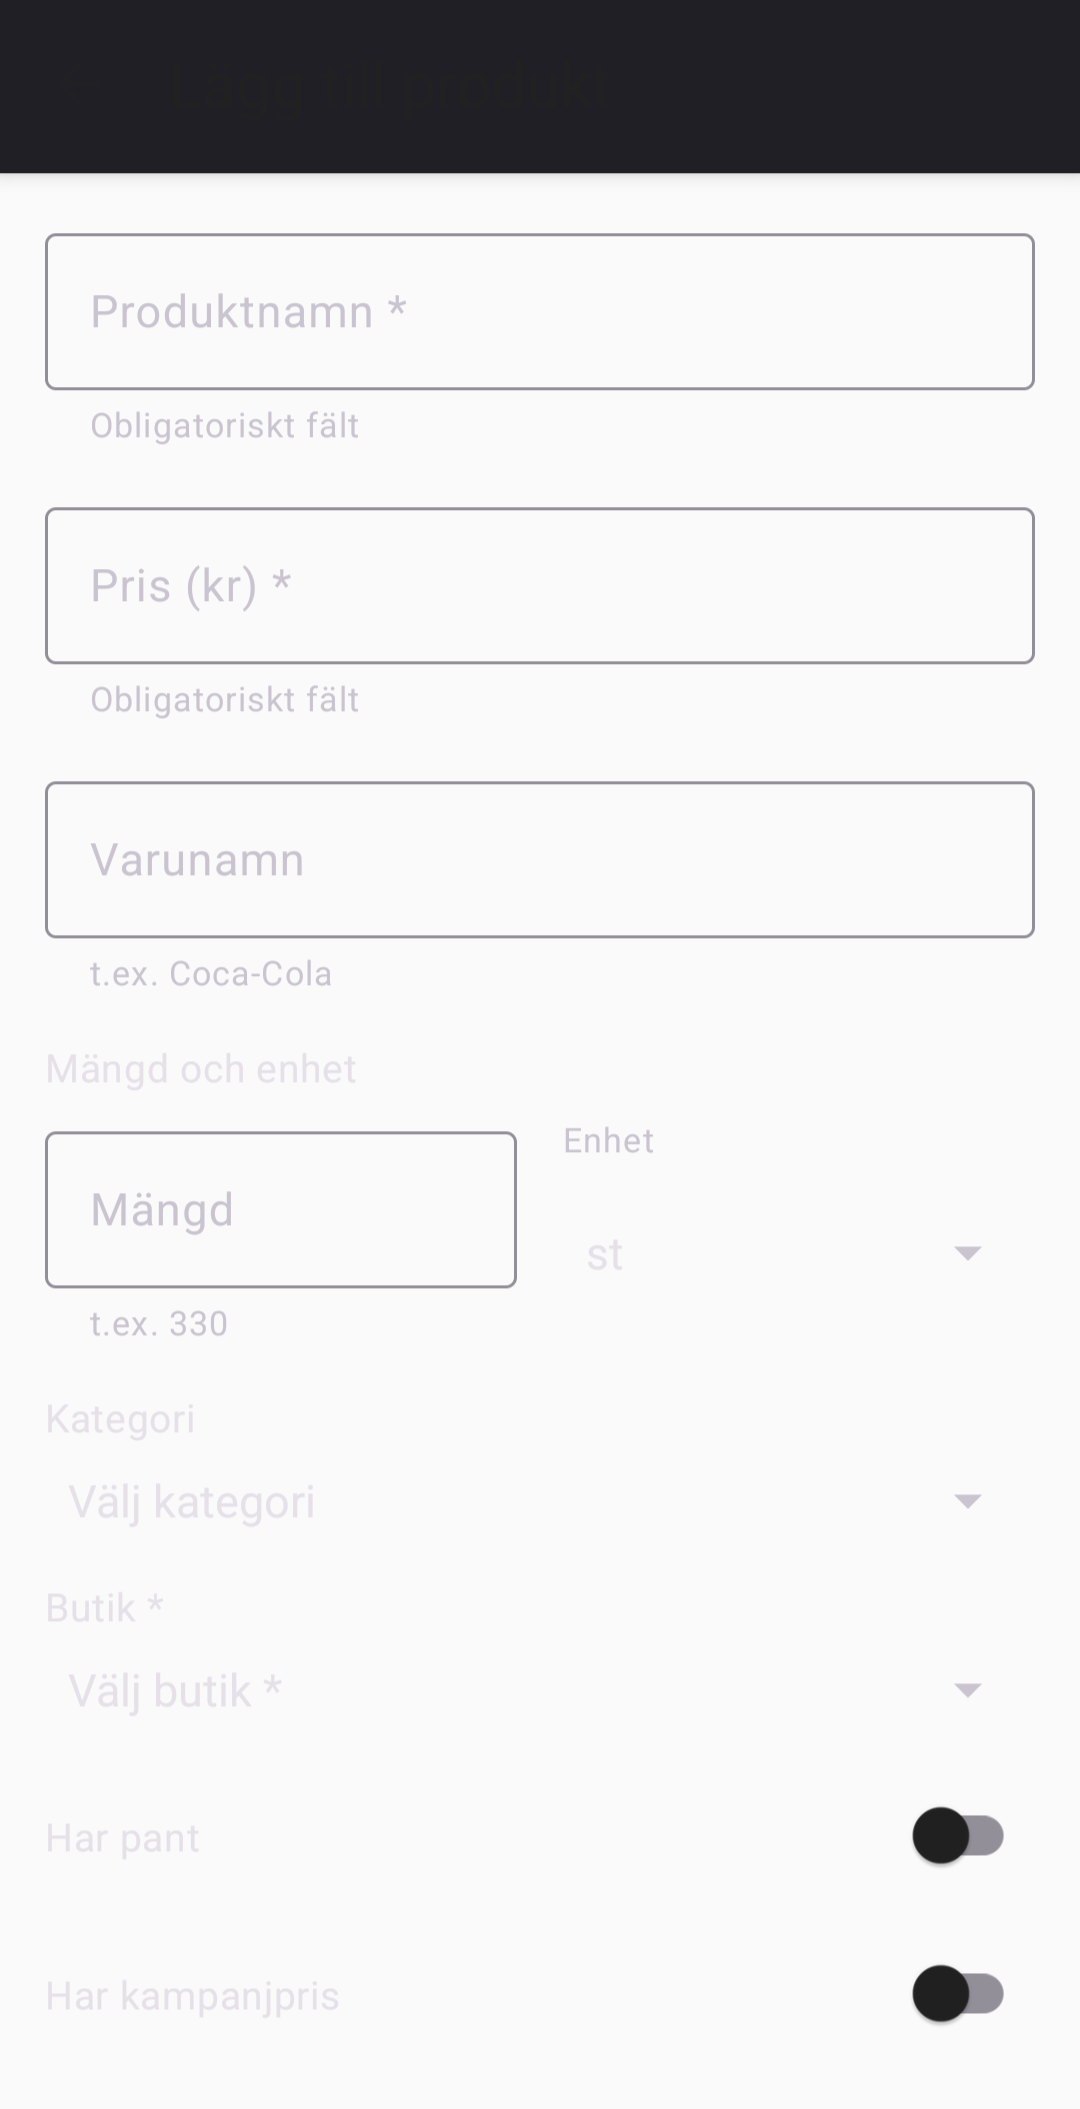 Lägg till produkt
Produktnamn *
Obligatoriskt fält
Pris (kr) *
Obligatoriskt fält
Varunamn
t.ex. Coca-Cola
Mängd och enhet
Enhet
Mängd
st
t.ex. 330
Kategori
Välj kategori
Butik *
Välj butik *
Har pant
Har kampanjpris